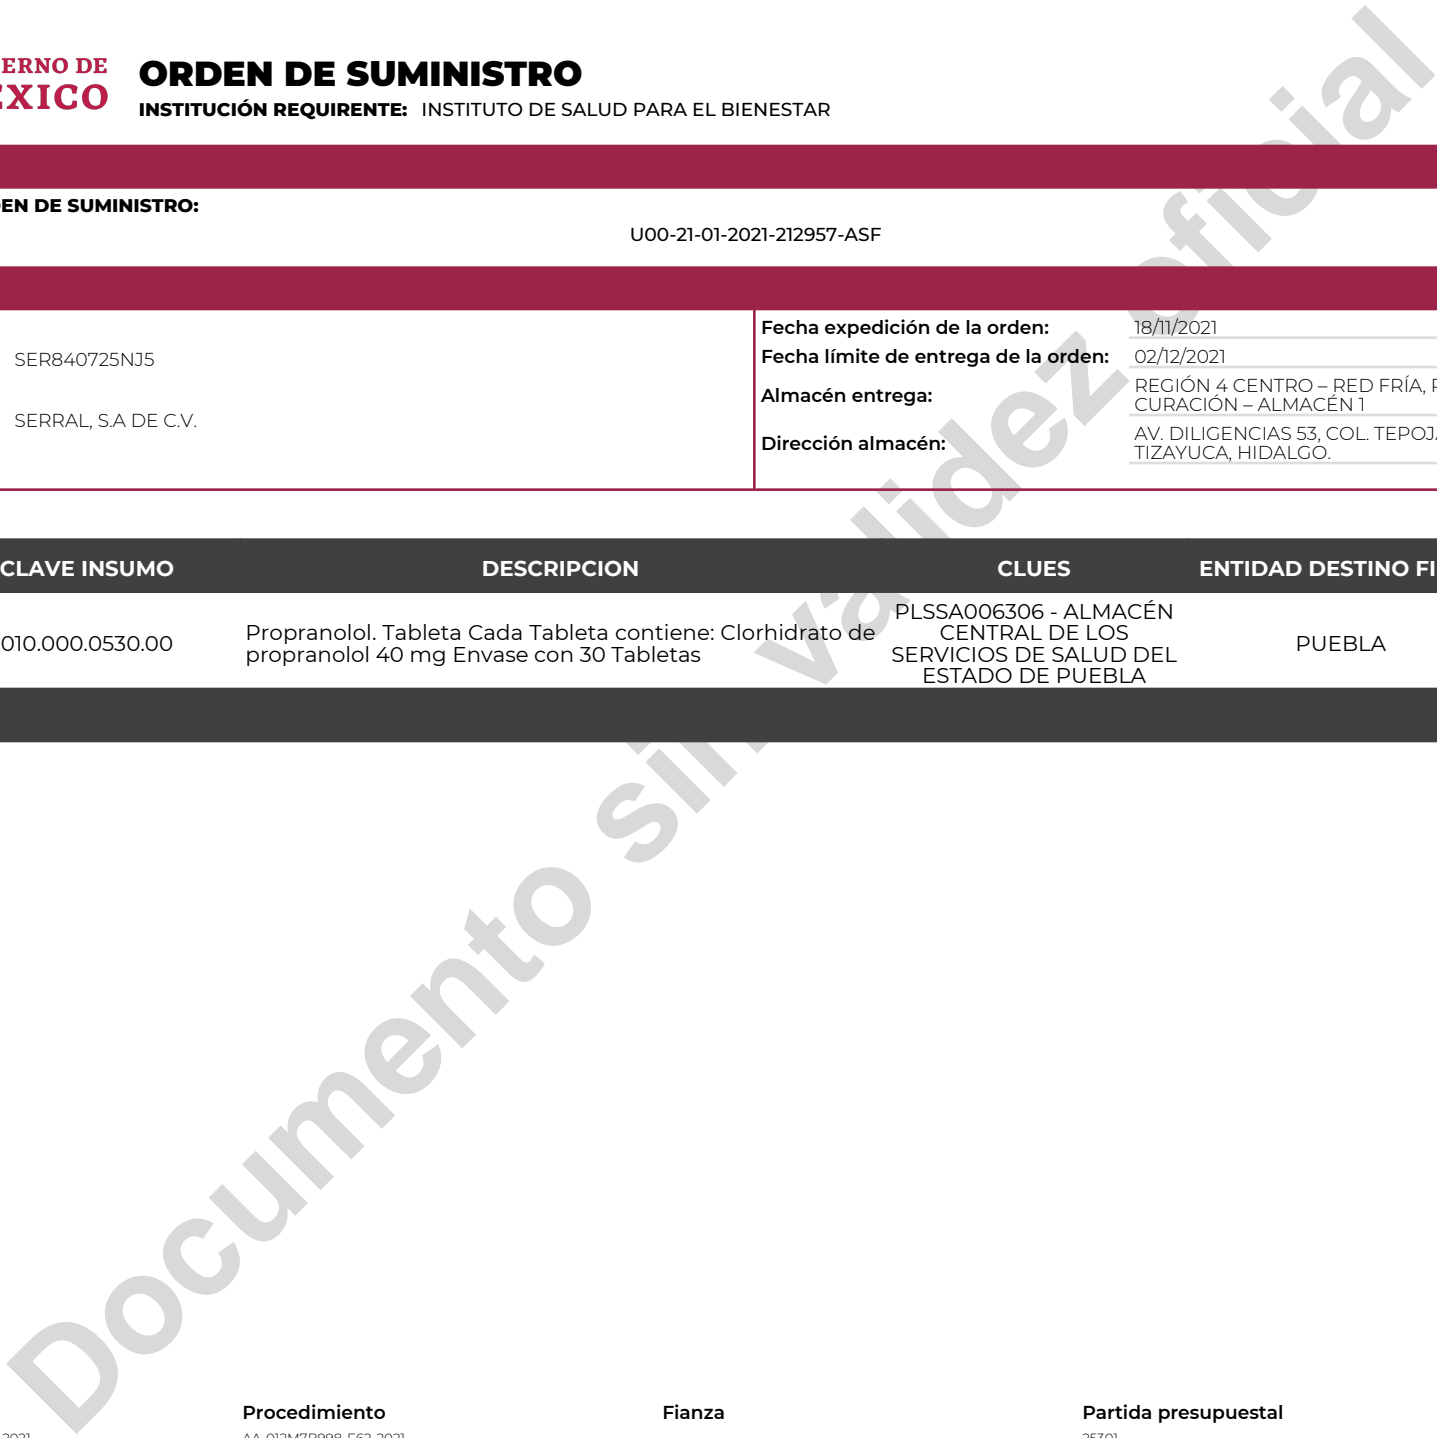 ERNO DE
EXICO
ORDEN DE SUMINISTRO
INSTITUCIÓN REQUIRENTE: INSTITUTO DE SALUD PARA EL BIENESTAR
EN DE SUMINISTRO:
U00-21-01-2021-212957-ASF
SER840725NJ5
SERRAL, S.A DE C.V.
Fecha expedición de la orden: 18/11/2021
Fecha límite de entrega de la orden: 02/12/2021
Almacén entrega: REGIÓN 4 CENTRO – RED FRÍA,
CURACIÓN – ALMACÉN 1
Dirección almacén: AV. DILIGENCIAS 53, COL. TEPOJ
TIZAYUCA, HIDALGO.
CLAVE INSUMO DESCRIPCION CLUES ENTIDAD DESTINO FI
010.000.0530.00
Propranolol. Tableta Cada Tableta contiene: Clorhidrato de
propranolol 40 mg Envase con 30 Tabletas
PLSSA006306 - ALMACÉN
CENTRAL DE LOS
SERVICIOS DE SALUD DEL
ESTADO DE PUEBLA
PUEBLA
Documento sin validez oficial
Procedimiento Fianza Partida presupuestal